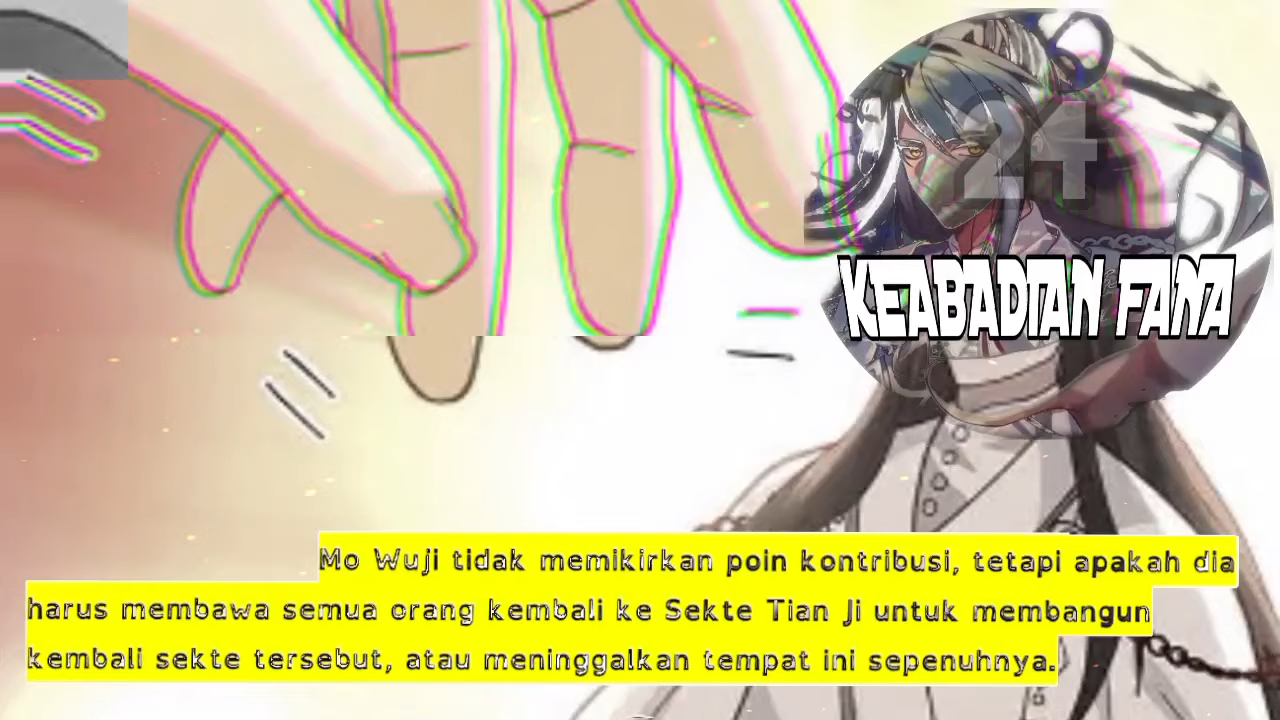 24
KEABADIAN FANA
Mo Wuji tidak memikirkan poin kontribusi, tetapi apakah dia
harus membawa semua orang kembali ke Sekte Tian Ji untuk membangun
kembali sekte tersebut, atau meninggalkan tempat ini sepenuhnya.